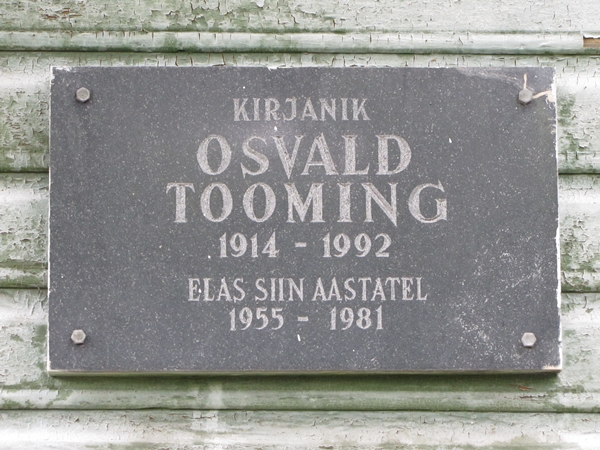 KIRJANIK
OSVALD
TOOMING
1914 - 1992
ELAS SIIN AASTATEL
1955 - 1981